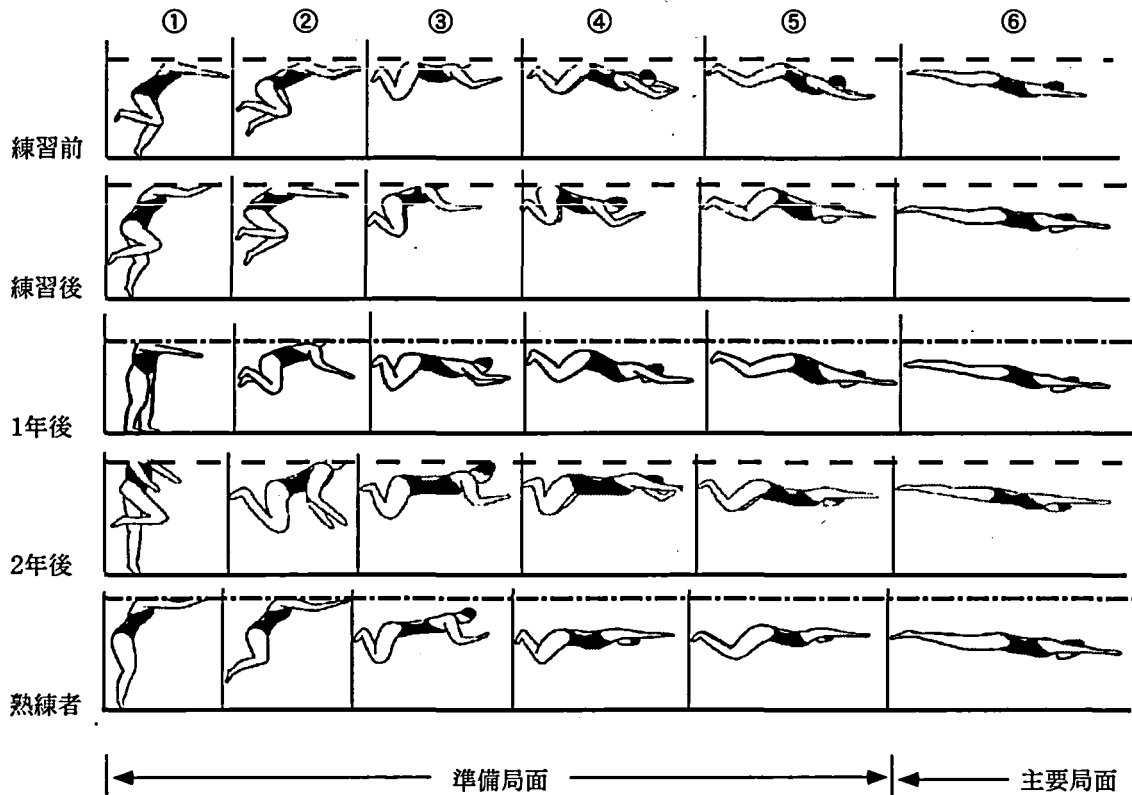 ① ② ③ ④ ⑤ ⑥
練習前
練習後
1年後
2年後
熟練者
準備局面 主要局面